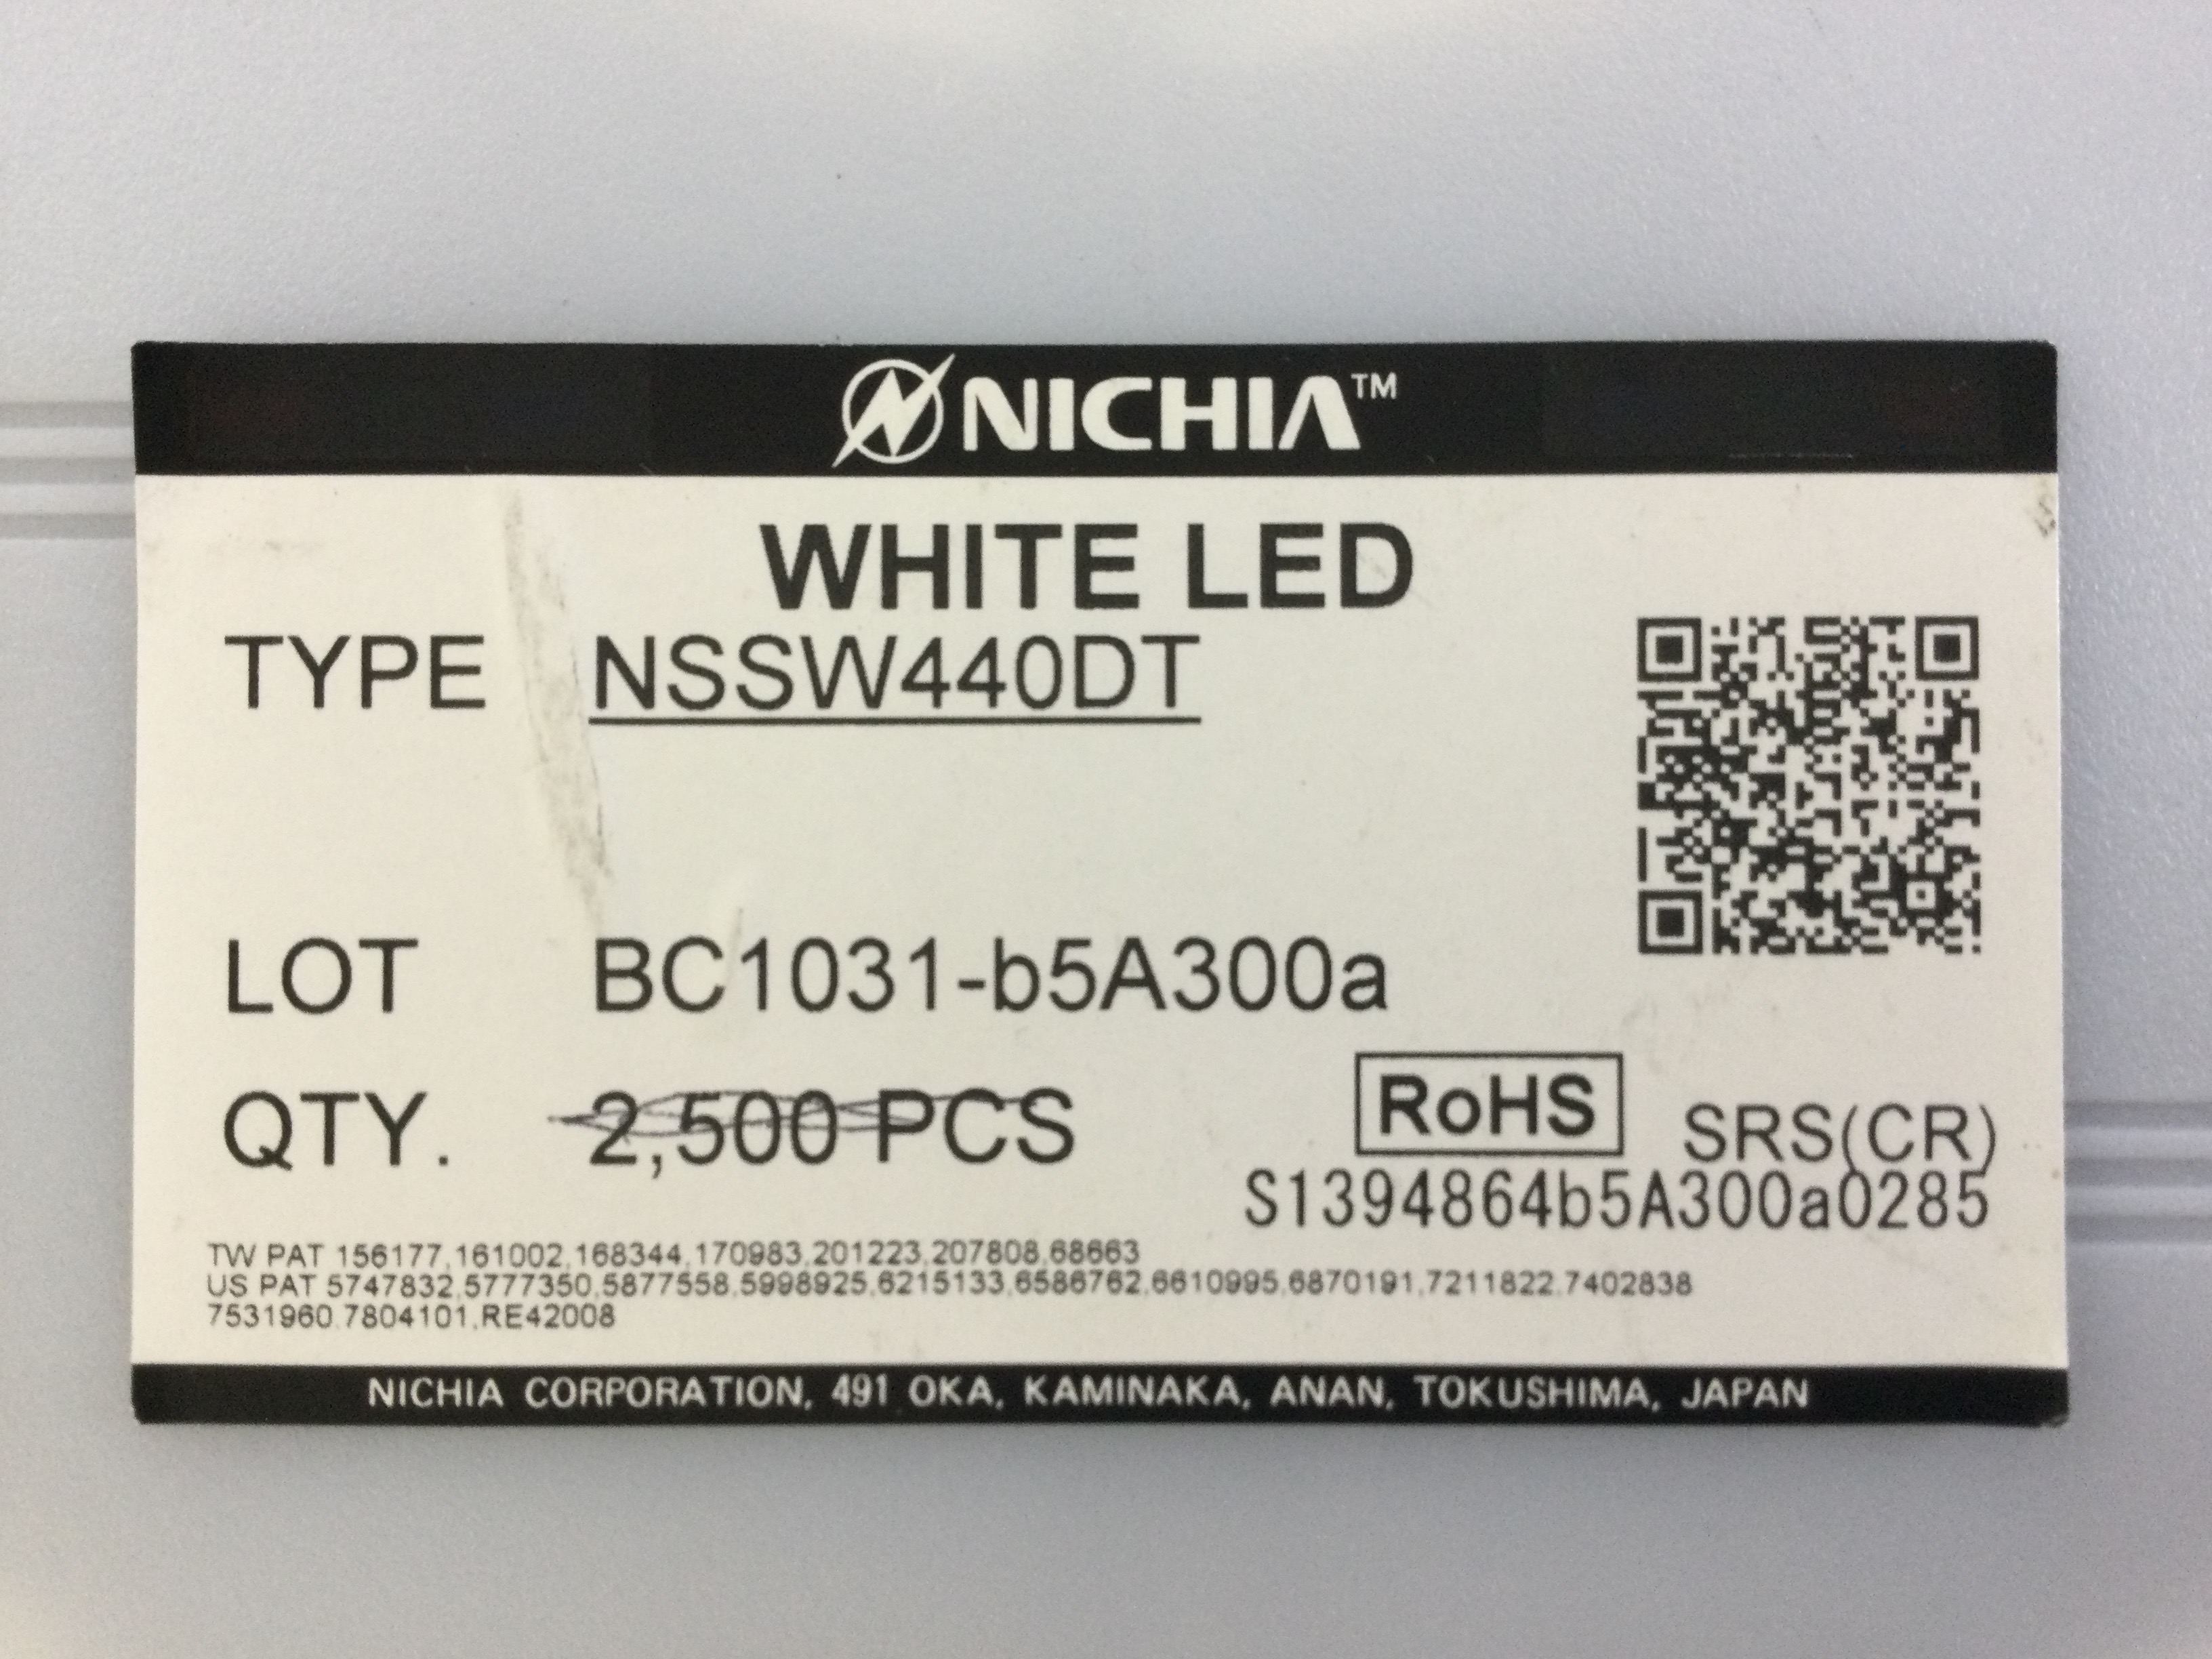 NICHIA™
WHITE LED
TYPE NSSW440DT
LOT BC1031-b5A300a
QTY. 2,500 PCS
RoHS SRS(CR)
S1394864b5A300a0285
TW PAT 156177,161002,168344,170983,201223,207808,68663
US PAT 5747832,5777350,5877558,5998925,6215133,6586762,6610995,6870191,7211822,7402838
7531960,7804101,RE42008
NICHIA CORPORATION, 491 OKA, KAMINAKA, ANAN, TOKUSHIMA, JAPAN